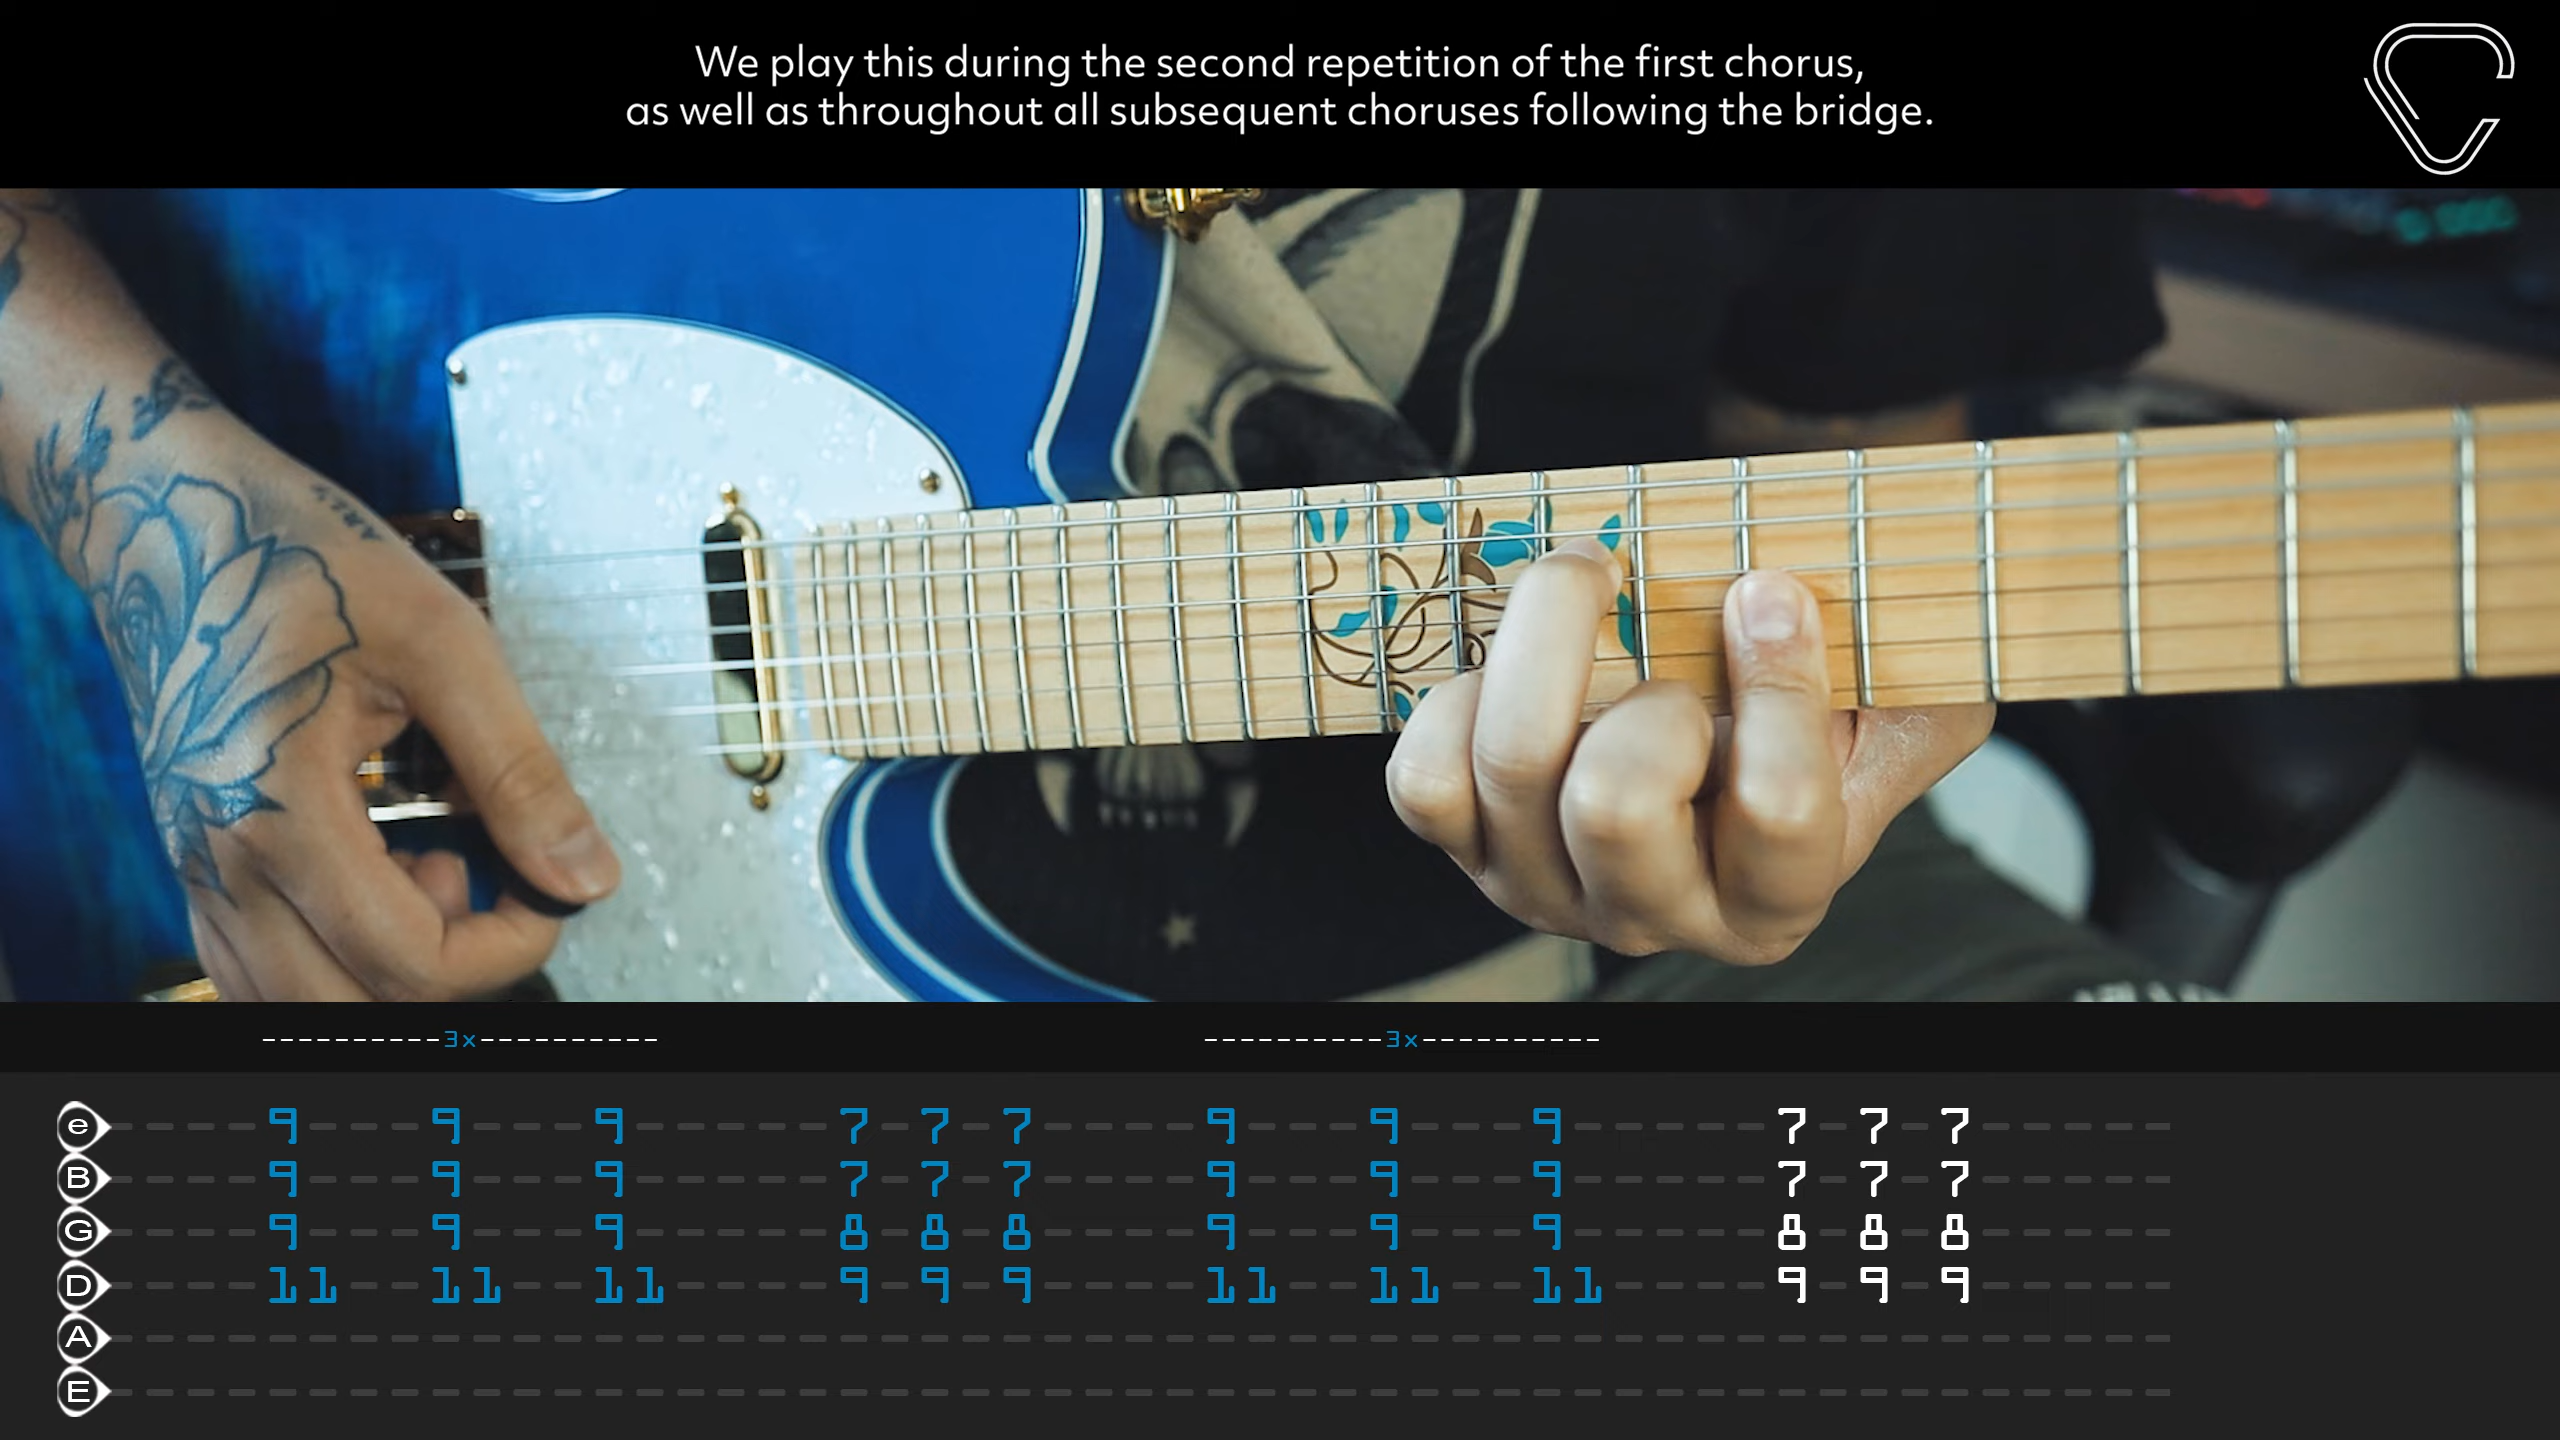 We play this during the second repetition of the first chorus,
as well as throughout all subsequent choruses following the bridge.
----------3x----------   ----------3x----------
e 9 9 9 7 7 7 9 9 9 7 7 7
B 9 9 9 7 7 7 9 9 9 7 7 7
G 9 9 9 8 8 8 9 9 9 8 8 8
D 11 11 11 9 9 9 11 11 11 9 9 9
A
E